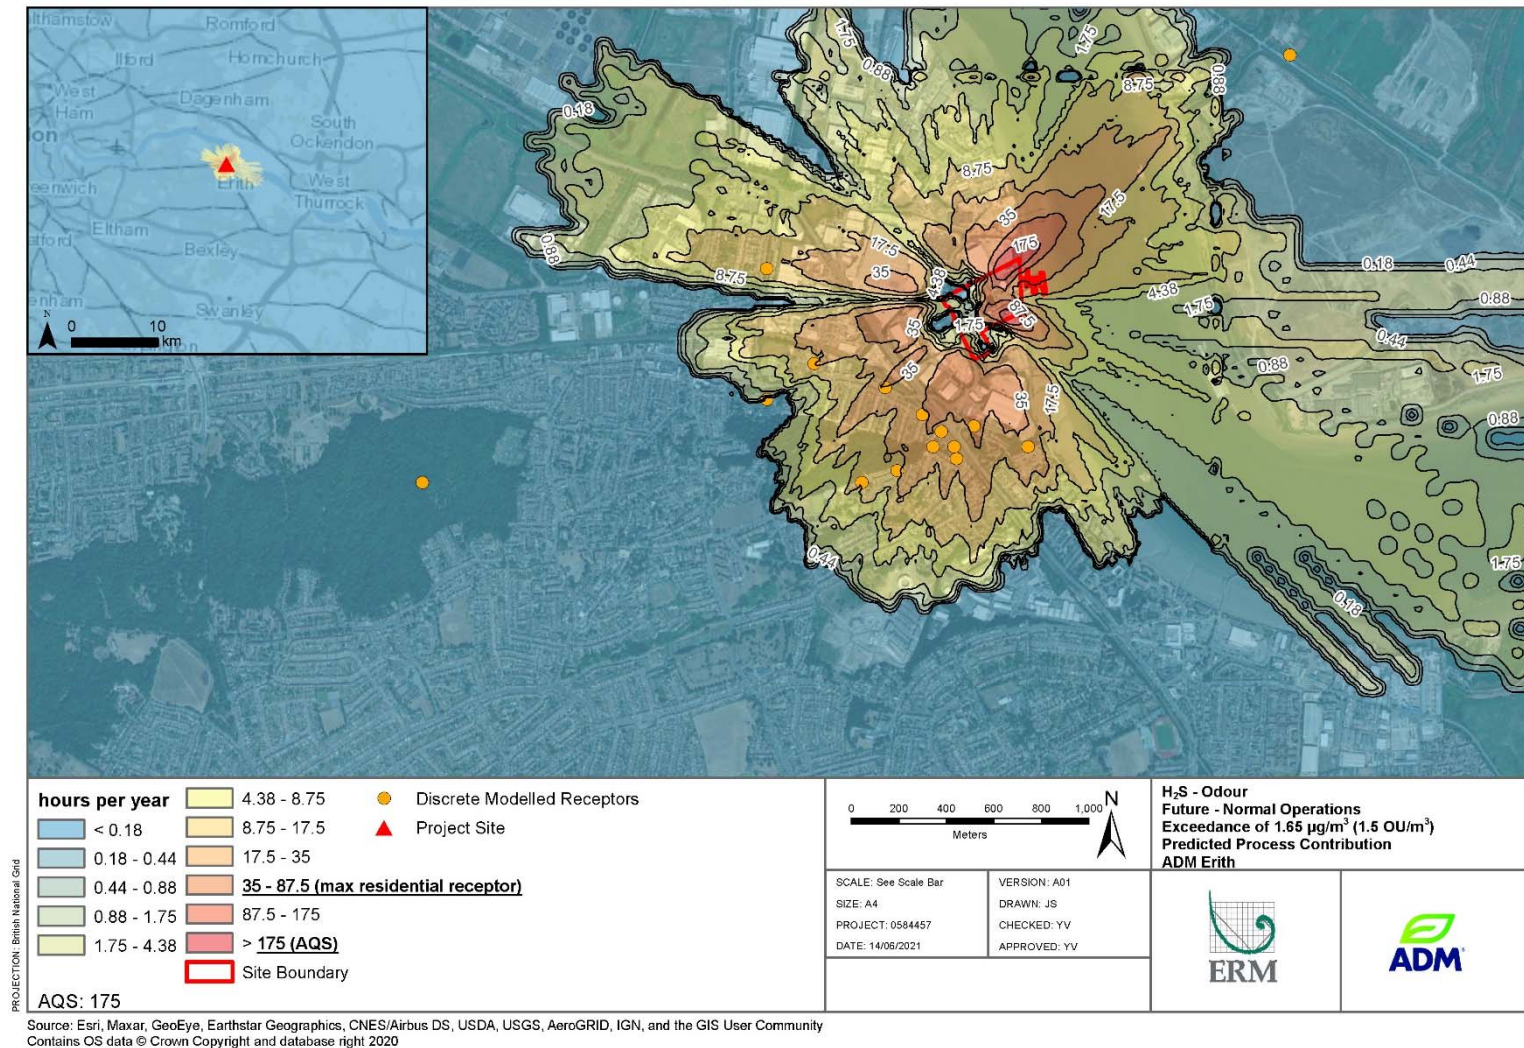 lthamstow
Romford
Ilford
Hornchurch
West
Ham
Dagenham
South
Ockendon
don
eenwich
Erith
West
Thurrock
Eltham
Bexley
Swanley
N
0 10
km
1.75
0.88
1.75
0.88
8.75
0.18
8.75
17.5
35
175
0.88
17.5
8.75
35
4.38
4.38
0.18
0.44
0.88
1.75
8.75
1.75
35
0.44
0.88
1.75
35
35
17.5
0.88
0.44
1.75
0.18
hours per year
< 0.18
0.18 - 0.44
0.44 - 0.88
0.88 - 1.75
1.75 - 4.38
AQS: 175
4.38 - 8.75
8.75 - 17.5
17.5 - 35
35 - 87.5 (max residential receptor)
87.5 - 175
> 175 (AQS)
Site Boundary
Discrete Modelled Receptors
Project Site
0 200 400 600 800 1,000
Meters
N
H₂S - Odour
Future - Normal Operations
Exceedance of 1.65 µg/m³ (1.5 OU/m³)
Predicted Process Contribution
ADM Erith
SCALE: See Scale Bar
VERSION: A01
SIZE: A4
DRAWN: JS
PROJECT: 0584457
CHECKED: YV
DATE: 14/06/2021
APPROVED: YV
ERM
ADM
PROJECTION: British National Grid
Source: Esri, Maxar, GeoEye, Earthstar Geographics, CNES/Airbus DS, USDA, USGS, AeroGRID, IGN, and the GIS User Community
Contains OS data © Crown Copyright and database right 2020